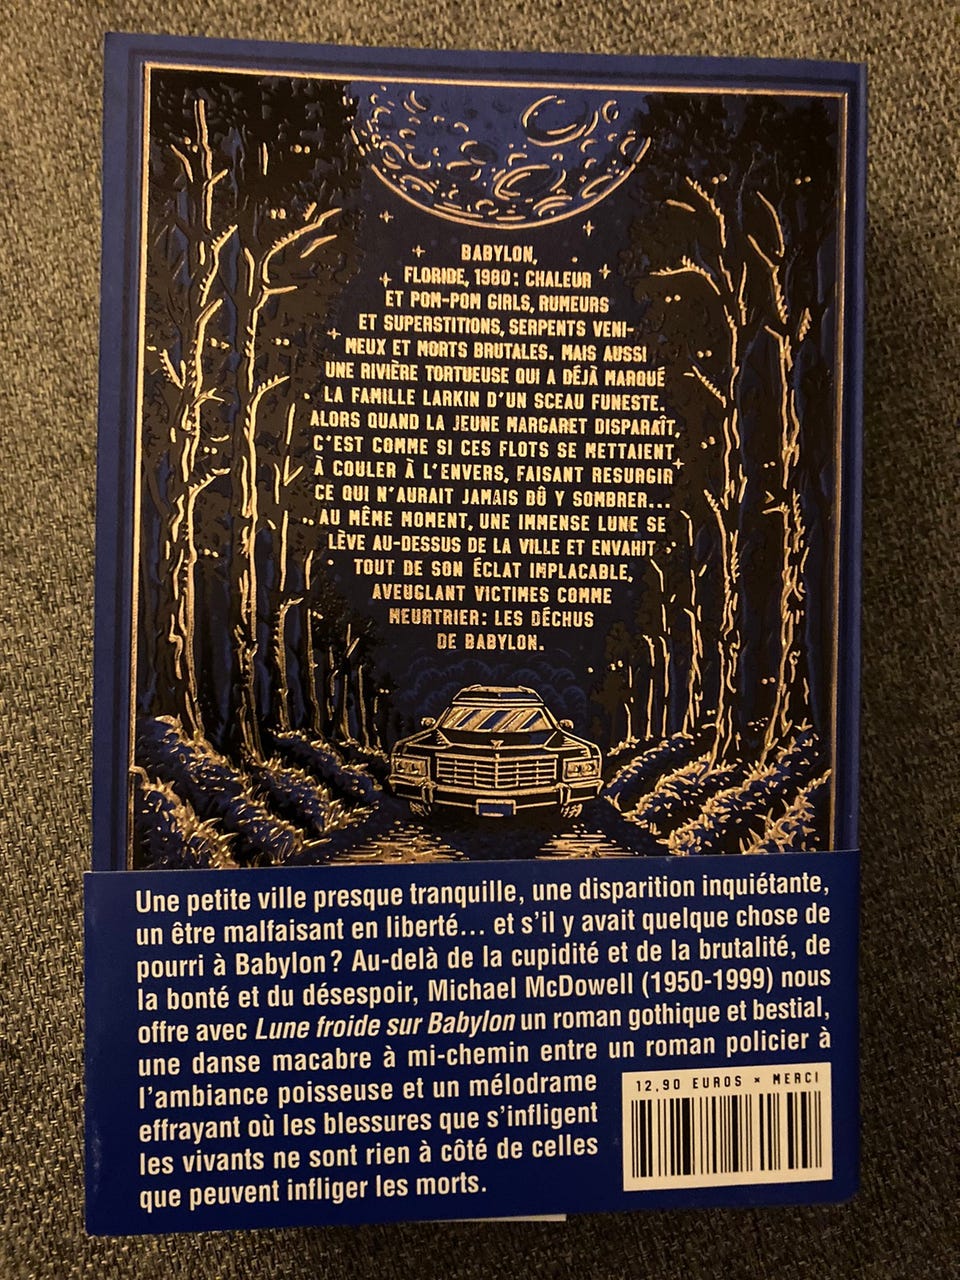 BABYLON,
FLORIDE, 1980 : CHALEUR
ET POM-POM GIRLS, RUMEURS
ET SUPERSTITIONS, SERPENTS VENI-
MEUX ET MORTS BRUTALES. MAIS AUSSI
UNE RIVIÈRE TORTUEUSE QUI A DÉJÀ MARQUÉ
LA FAMILLE LARKIN D'UN SCEAU FUNESTE.
ALORS QUAND LA JEUNE MARGARET DISPARAÎT,
C'EST COMME SI CES FLOTS SE METTAIENT
À COULER À L'ENVERS, FAISANT RESURGIR
CE QUI N'AURAIT JAMAIS DÛ Y SOMBRER...
AU MÊME MOMENT, UNE IMMENSE LUNE SE
LÈVE AU-DESSUS DE LA VILLE ET ENVAHIT
TOUT DE SON ÉCLAT IMPLACABLE,
AVEUGLANT VICTIMES COMME
MEURTRIER : LES DÉCHUS
DE BABYLON.
Une petite ville presque tranquille, une disparition inquiétante,
un être malfaisant en liberté... et s'il y avait quelque chose de
pourri à Babylon ? Au-delà de la cupidité et de la brutalité, de
la bonté et du désespoir, Michael McDowell (1950-1999) nous
offre avec Lune froide sur Babylon un roman gothique et bestial,
une danse macabre à mi-chemin entre un roman policier à
l'ambiance poisseuse et un mélodrame
effrayant où les blessures que s'infligent
les vivants ne sont rien à côté de celles
que peuvent infliger les morts.
12,90 EUROS × MERCI